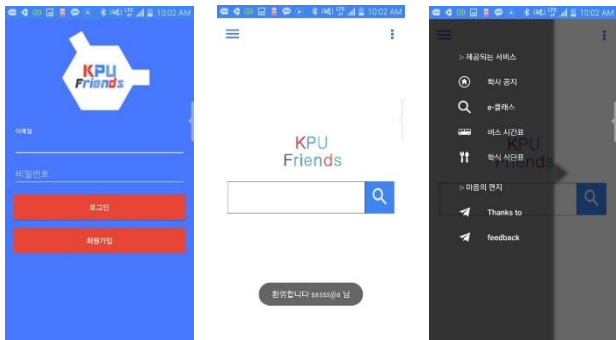 10:02 AM
KPU
Friends
이메일
비밀번호
로그인
회원가입
10:02 AM
KPU
Friends
환영합니다 sasss@a 님
10:02 AM
▷ 제공되는 서비스
학사 공지
e-클래스
버스 시간표
학식 식단표
▷ 마음의 편지
Thanks to
feedback
KPU
Friends